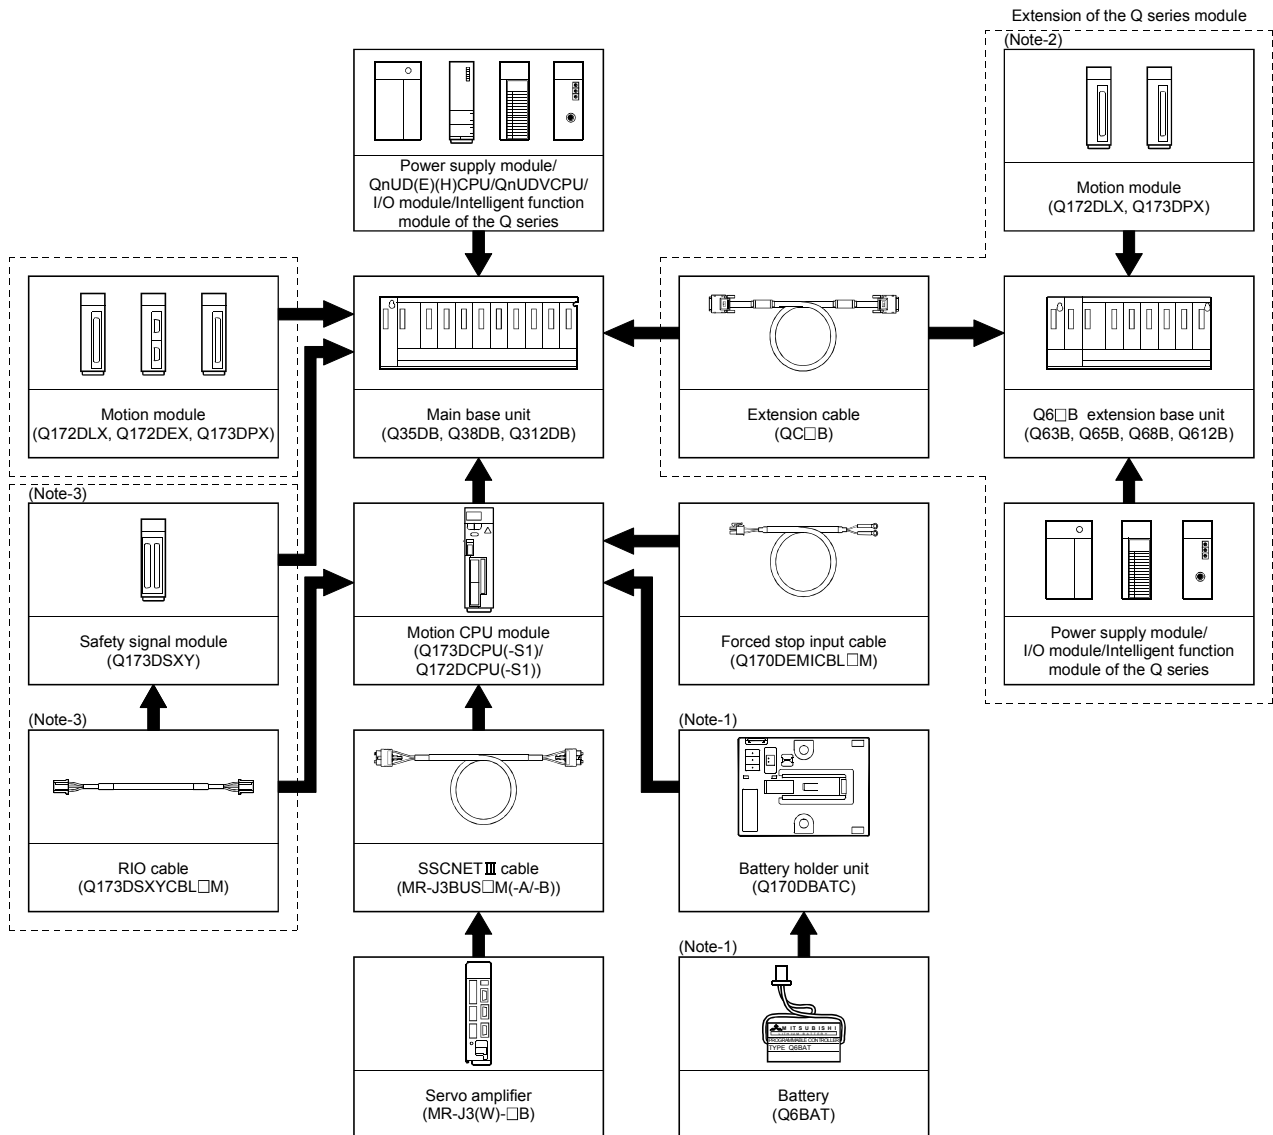 Extension of the Q series module
(Note-2)
Power supply module/
QnUD(E)(H)CPU/QnUDVCPU/
I/O module/Intelligent function
module of the Q series
Motion module
(Q172DLX, Q173DPX)
Motion module
(Q172DLX, Q172DEX, Q173DPX)
Main base unit
(Q35DB, Q38DB, Q312DB)
Extension cable
(QC□B)
Q6□B extension base unit
(Q63B, Q65B, Q68B, Q612B)
(Note-3)
Safety signal module
(Q173DSXY)
Motion CPU module
(Q173DCPU(-S1)/
Q172DCPU(-S1))
Forced stop input cable
(Q170DEMICBL□M)
Power supply module/
I/O module/Intelligent function
module of the Q series
(Note-3)
RIO cable
(Q173DSXYCBL□M)
SSCNETⅢ cable
(MR-J3BUS□M(-A/-B))
(Note-1)
Battery holder unit
(Q170DBATC)
Servo amplifier
(MR-J3(W)-□B)
(Note-1)
MITSUBISHI
LITHIUM BATTERY
PROGRAMMABLE CONTROLLER
TYPE Q6BAT
Battery
(Q6BAT)